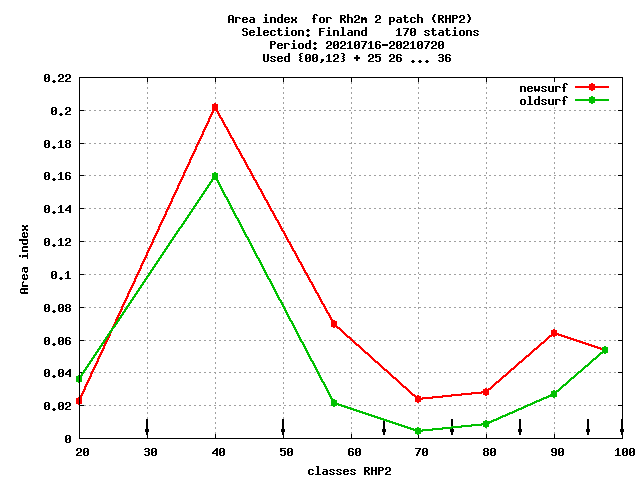 Area index  for Rh2m 2 patch (RHP2)
Selection: Finland    170 stations
Period: 20210716-20210720
Used {00,12} + 25 26 ... 36
newsurf
oldsurf
0.22
0.2
0.18
0.16
0.14
0.12
0.1
0.08
0.06
0.04
0.02
0
Area index
20 30 40 50 60 70 80 90 100
classes RHP2